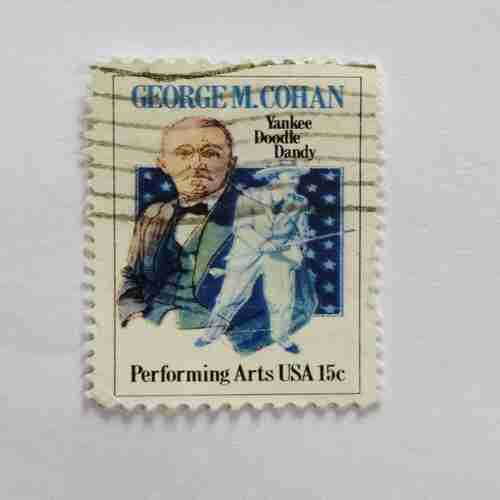 GEORGE M. COHAN
Yankee
Doodle
Dandy
Performing Arts USA 15c